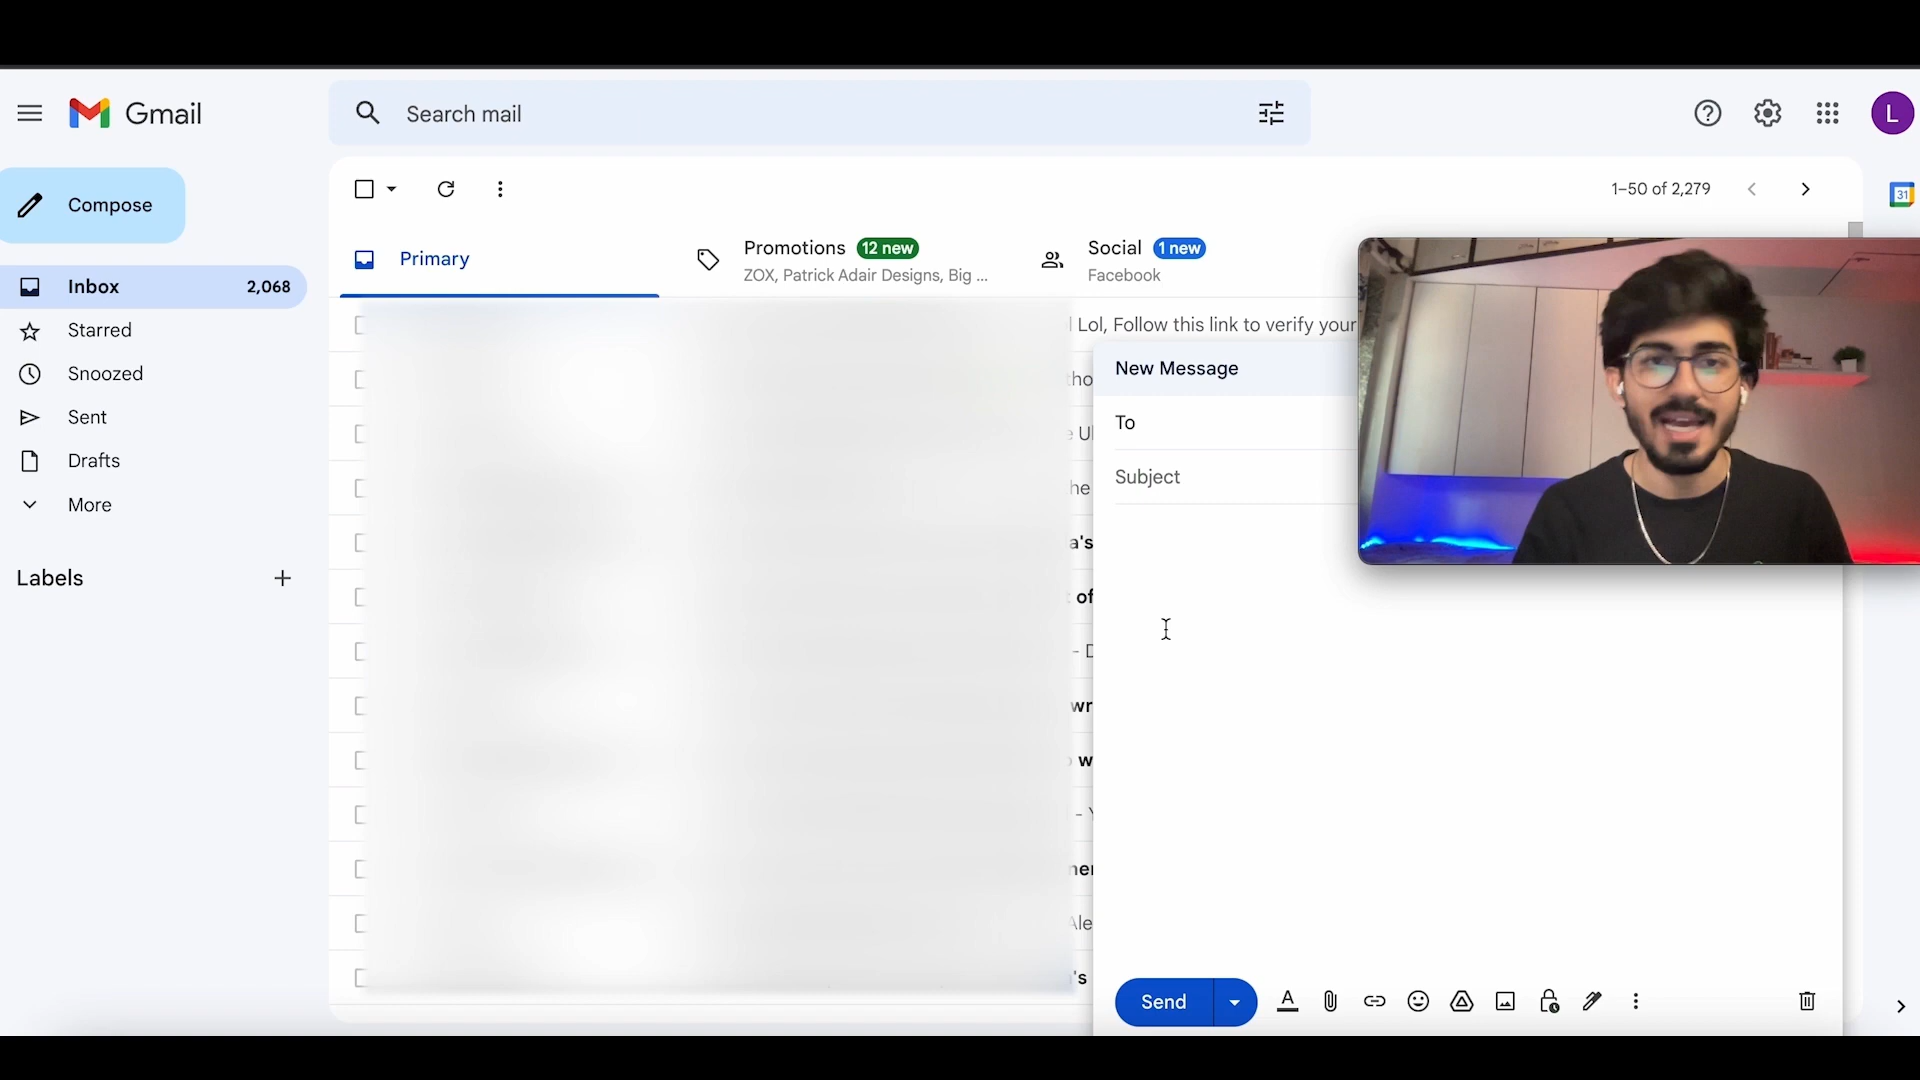 Gmail
Search mail
L
Compose
1–50 of 2,279
31
Primary
Promotions 12 new
ZOX, Patrick Adair Designs, Big ...
Social 1 new
Facebook
Inbox 2,068
Starred
Snoozed
Sent
Drafts
More
Labels
Lol, Follow this link to verify your
New Message
To
Subject
Send